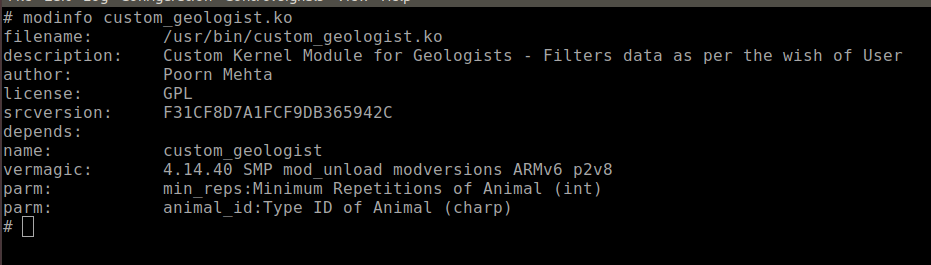 # modinfo custom_geologist.ko
filename:       /usr/bin/custom_geologist.ko
description:    Custom Kernel Module for Geologists - Filters data as per the wish of User
author:         Poorn Mehta
license:        GPL
srcversion:     F31CF8D7A1FCF9DB365942C
depends:
name:           custom_geologist
vermagic:       4.14.40 SMP mod_unload modversions ARMv6 p2v8
parm:           min_reps:Minimum Repetitions of Animal (int)
parm:           animal_id:Type ID of Animal (charp)
#